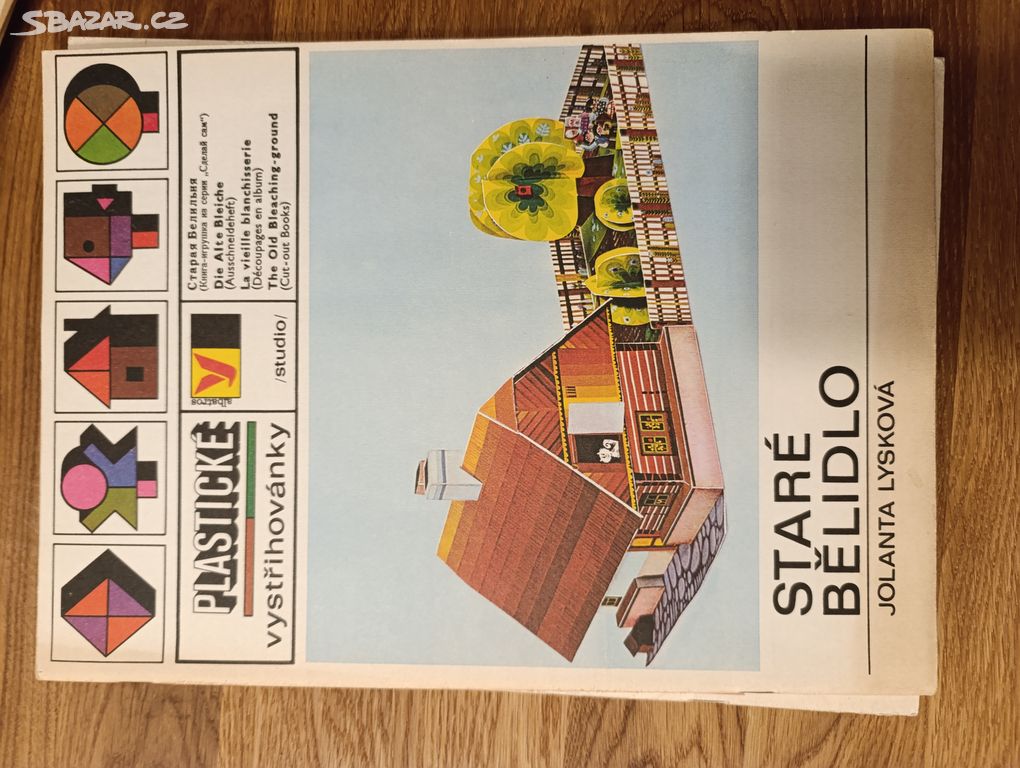 SBAZAR.CZ
PLASTICKÉ
vystřihovánky
albatros
/studio/
Старая Белильня
(Книга-игрушка из серии „Сделай сам“)
Die Alte Bleiche
(Ausschneideheft)
La vieille blanchisserie
(Découpages en album)
The Old Bleaching-ground
(Cut-out Books)
STARÉ
BĚLIDLO
JOLANTA LYSKOVÁ